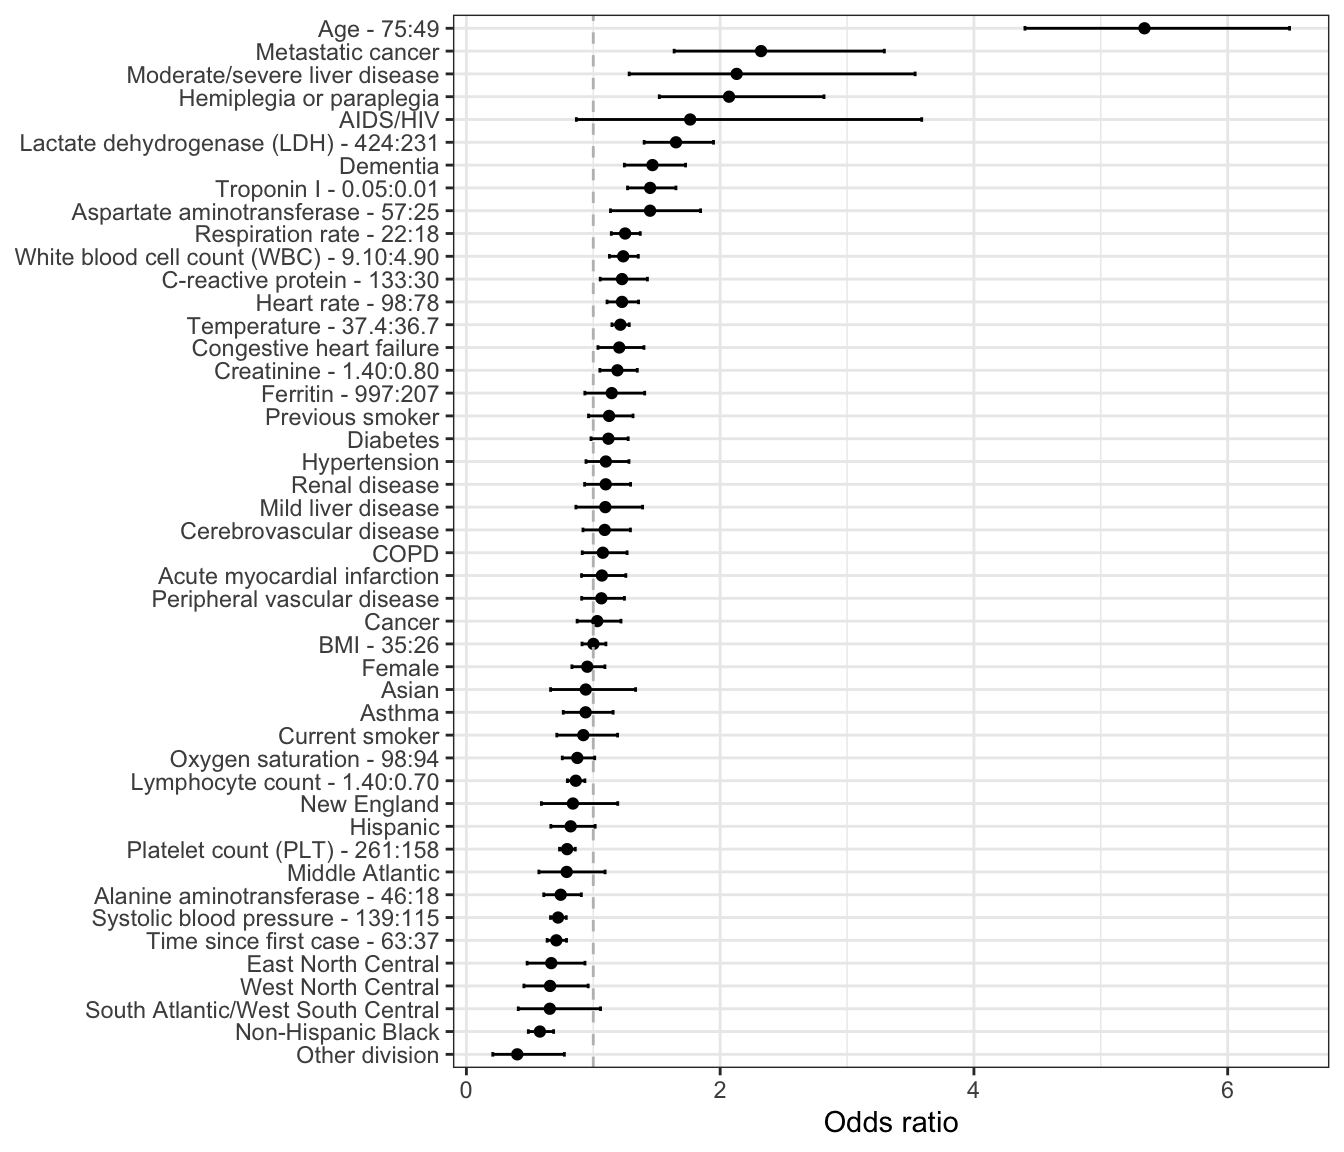 Age - 75:49
Metastatic cancer
Moderate/severe liver disease
Hemiplegia or paraplegia
AIDS/HIV
Lactate dehydrogenase (LDH) - 424:231
Dementia
Troponin I - 0.05:0.01
Aspartate aminotransferase - 57:25
Respiration rate - 22:18
White blood cell count (WBC) - 9.10:4.90
C-reactive protein - 133:30
Heart rate - 98:78
Temperature - 37.4:36.7
Congestive heart failure
Creatinine - 1.40:0.80
Ferritin - 997:207
Previous smoker
Diabetes
Hypertension
Renal disease
Mild liver disease
Cerebrovascular disease
COPD
Acute myocardial infarction
Peripheral vascular disease
Cancer
BMI - 35:26
Female
Asian
Asthma
Current smoker
Oxygen saturation - 98:94
Lymphocyte count - 1.40:0.70
New England
Hispanic
Platelet count (PLT) - 261:158
Middle Atlantic
Alanine aminotransferase - 46:18
Systolic blood pressure - 139:115
Time since first case - 63:37
East North Central
West North Central
South Atlantic/West South Central
Non-Hispanic Black
Other division
0 2 4 6
Odds ratio